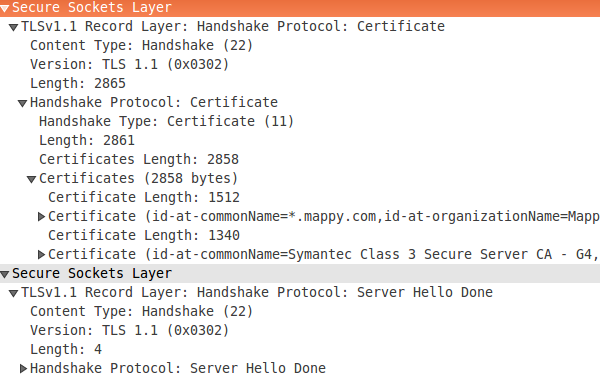 Secure Sockets Layer
TLSv1.1 Record Layer: Handshake Protocol: Certificate
Content Type: Handshake (22)
Version: TLS 1.1 (0x0302)
Length: 2865
Handshake Protocol: Certificate
Handshake Type: Certificate (11)
Length: 2861
Certificates Length: 2858
Certificates (2858 bytes)
Certificate Length: 1512
Certificate (id-at-commonName=*.mappy.com,id-at-organizationName=Mapp
Certificate Length: 1340
Certificate (id-at-commonName=Symantec Class 3 Secure Server CA - G4,
Secure Sockets Layer
TLSv1.1 Record Layer: Handshake Protocol: Server Hello Done
Content Type: Handshake (22)
Version: TLS 1.1 (0x0302)
Length: 4
Handshake Protocol: Server Hello Done